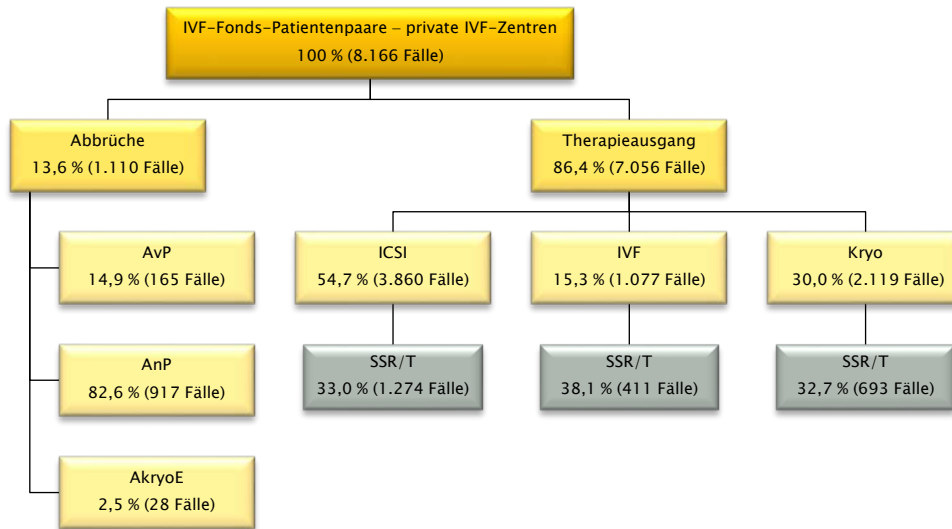 IVF-Fonds-Patientenpaare – private IVF-Zentren
100 % (8.166 Fälle)
Abbrüche
13,6 % (1.110 Fälle)
Therapieausgang
86,4 % (7.056 Fälle)
AvP
14,9 % (165 Fälle)
ICSI
54,7 % (3.860 Fälle)
IVF
15,3 % (1.077 Fälle)
Kryo
30,0 % (2.119 Fälle)
AnP
82,6 % (917 Fälle)
SSR/T
33,0 % (1.274 Fälle)
SSR/T
38,1 % (411 Fälle)
SSR/T
32,7 % (693 Fälle)
AkryoE
2,5 % (28 Fälle)